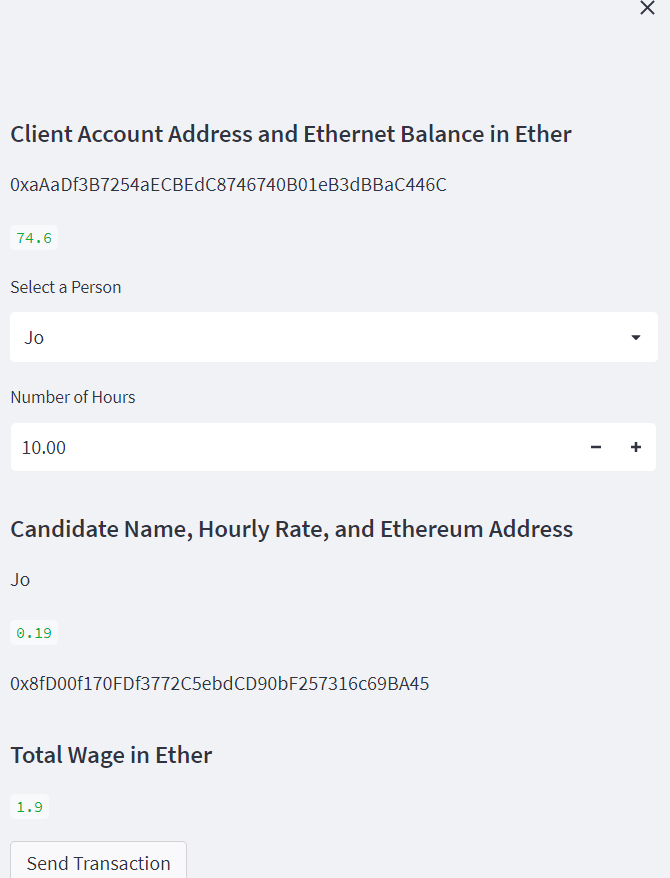 Client Account Address and Ethernet Balance in Ether
0xaAaDf3B7254aECBEdC8746740B01eB3dBBaC446C
74.6
Select a Person
Jo
Number of Hours
10.00
Candidate Name, Hourly Rate, and Ethereum Address
Jo
0.19
0x8fD00f170FDf3772C5ebdCD90bF257316c69BA45
Total Wage in Ether
1.9
Send Transaction